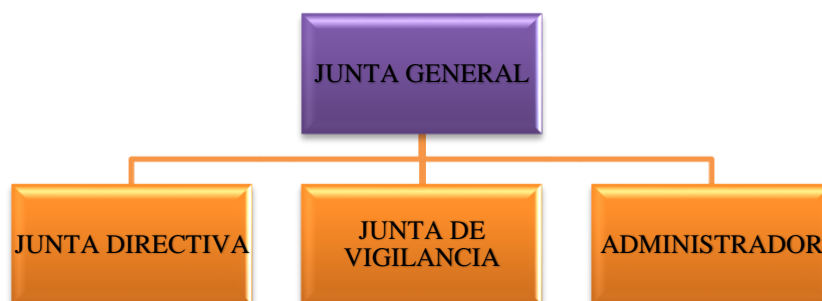 JUNTA GENERAL
JUNTA DIRECTIVA
JUNTA DE
VIGILANCIA
ADMINISTRADOR